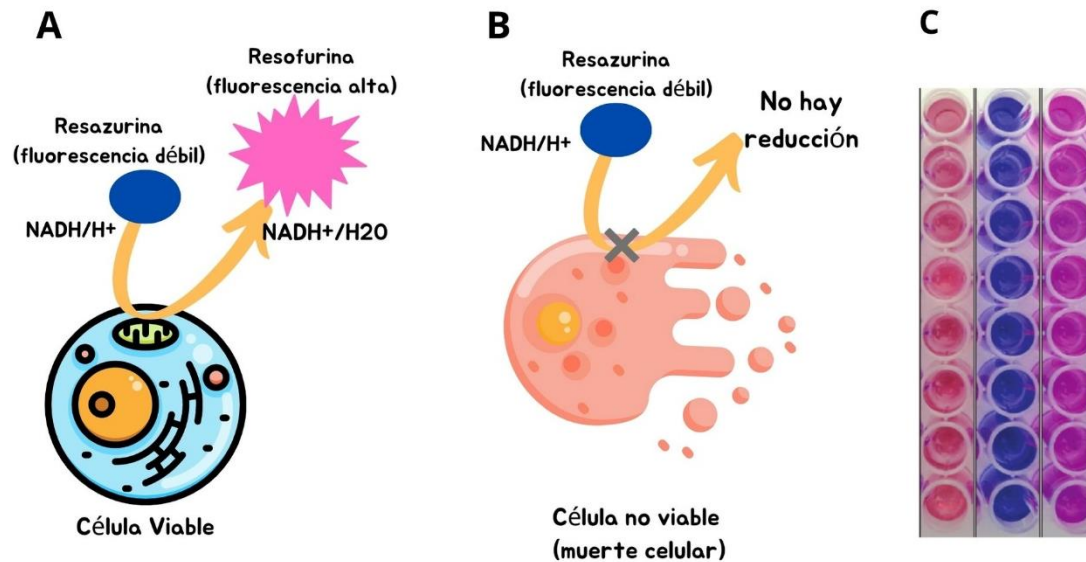 A
Resofurina
(fluorescencia alta)
Resazurina
(fluorescencia débil)
NADH/H+
NADH+/H20
Célula Viable
B
Resazurina
(fluorescencia débil)
NADH/H+
No hay
reducción
Célula no viable
(muerte celular)
C